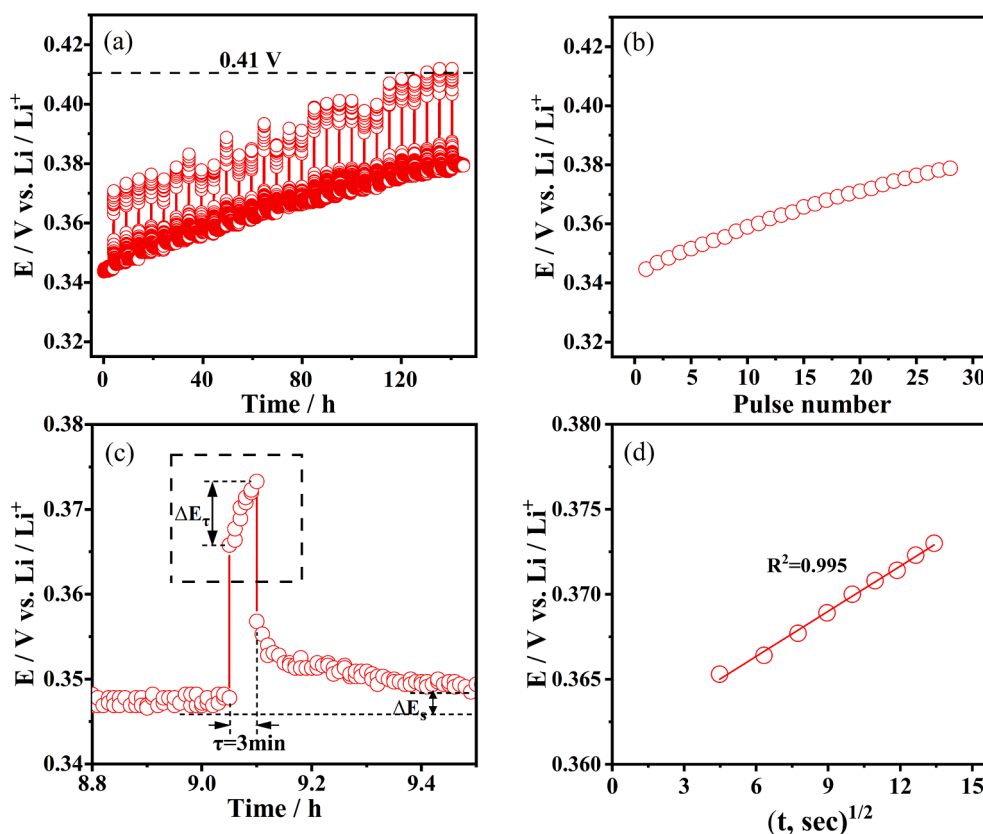 (a)
0.41 V
0.42
0.40
0.38
0.36
0.34
0.32
E / V vs. Li / Li⁺
0 40 80 120
Time / h
(b)
0.42
0.40
0.38
0.36
0.34
0.32
E / V vs. Li / Li⁺
0 5 10 15 20 25 30
Pulse number
(c)
0.38
0.37
0.36
0.35
0.34
E / V vs. Li / Li⁺
ΔE_τ
ΔE_s
τ=3min
8.8 9.0 9.2 9.4
Time / h
(d)
0.380
0.375
0.370
0.365
0.360
E / V vs. Li / Li⁺
R²=0.995
0 3 6 9 12 15
(t, sec)^1/2